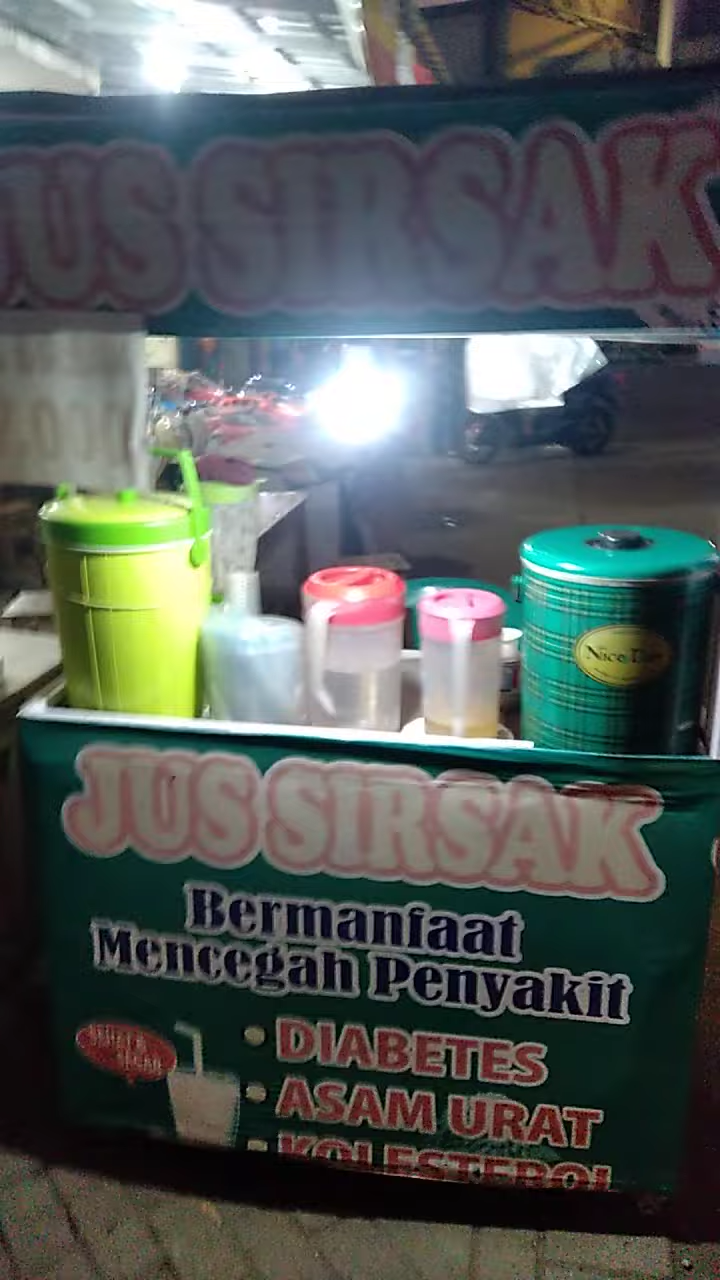 JUS SIRSAK
JUS SIRSAK
Bermanfaat
Mencegah Penyakit
• DIABETES
• ASAM URAT
• KOLESTEROL